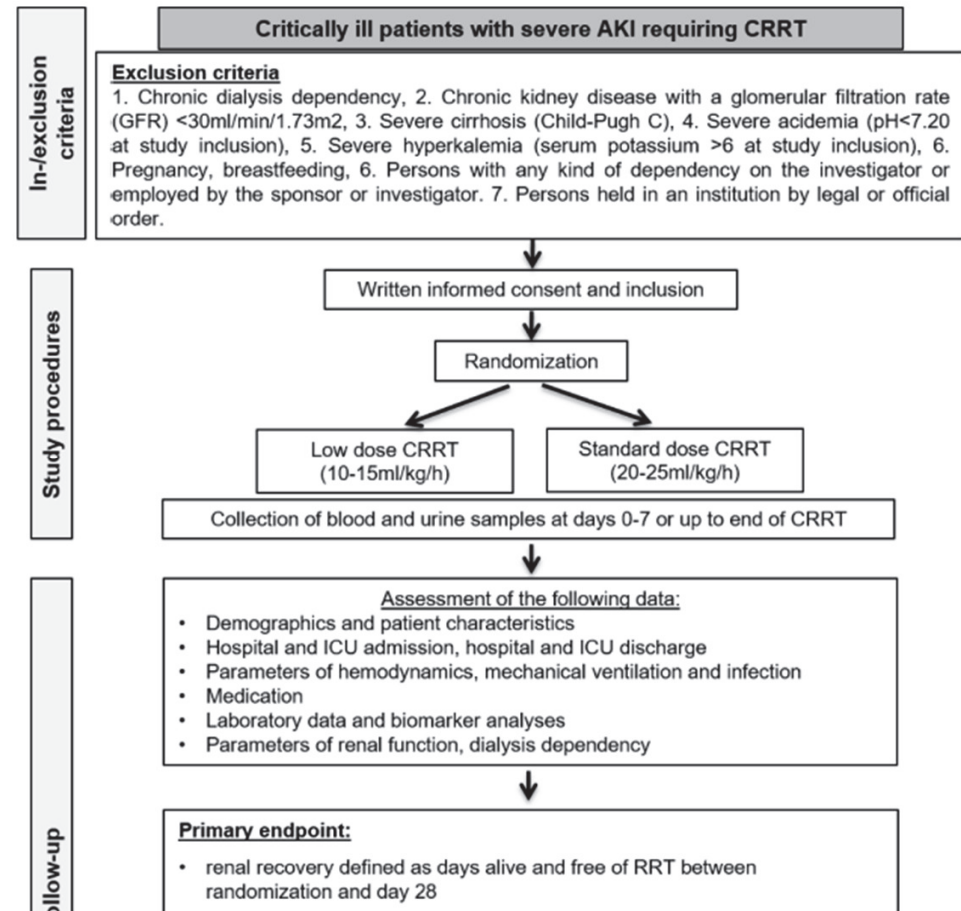 In-/exclusion
criteria
Critically ill patients with severe AKI requiring CRRT
Exclusion criteria
1. Chronic dialysis dependency, 2. Chronic kidney disease with a glomerular filtration rate
(GFR) <30ml/min/1.73m2, 3. Severe cirrhosis (Child-Pugh C), 4. Severe acidemia (pH<7.20
at study inclusion), 5. Severe hyperkalemia (serum potassium >6 at study inclusion), 6.
Pregnancy, breastfeeding, 6. Persons with any kind of dependency on the investigator or
employed by the sponsor or investigator. 7. Persons held in an institution by legal or official
order.
Study procedures
Written informed consent and inclusion
Randomization
Low dose CRRT
(10-15ml/kg/h)
Standard dose CRRT
(20-25ml/kg/h)
Collection of blood and urine samples at days 0-7 or up to end of CRRT
ollow-up
Assessment of the following data:
• Demographics and patient characteristics
• Hospital and ICU admission, hospital and ICU discharge
• Parameters of hemodynamics, mechanical ventilation and infection
• Medication
• Laboratory data and biomarker analyses
• Parameters of renal function, dialysis dependency
Primary endpoint:
• renal recovery defined as days alive and free of RRT between
randomization and day 28